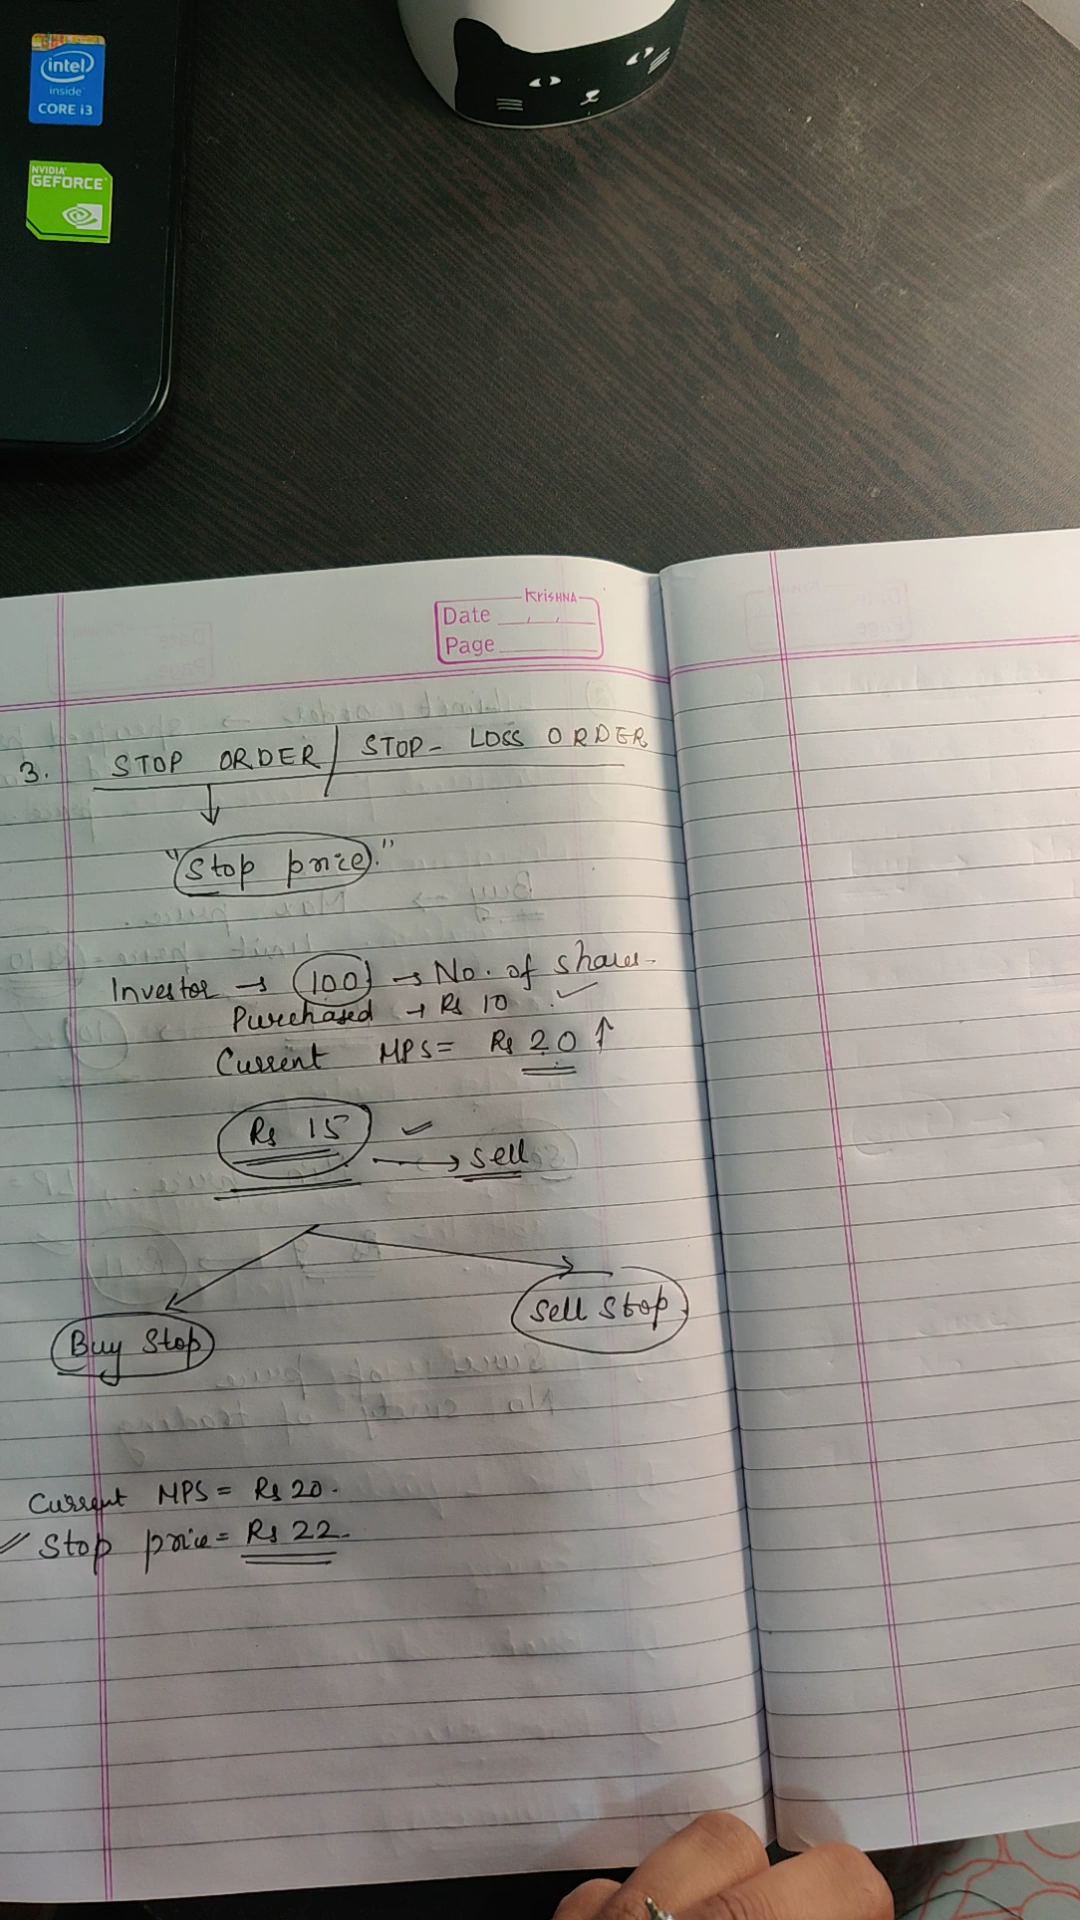 intel
inside
CORE i3
NVIDIA
GEFORCE
KrisHNA
Date
Page
3. STOP ORDER / STOP- LOSS ORDER
"Stop price."
Investor → 100 → No. of shares.
Purchased → Rs 10
Current MPS = Rs 20 ↑
Rs 15
→ sell
Buy Stop
Sell Stop
Current MPS = Rs 20.
Stop price = Rs 22.